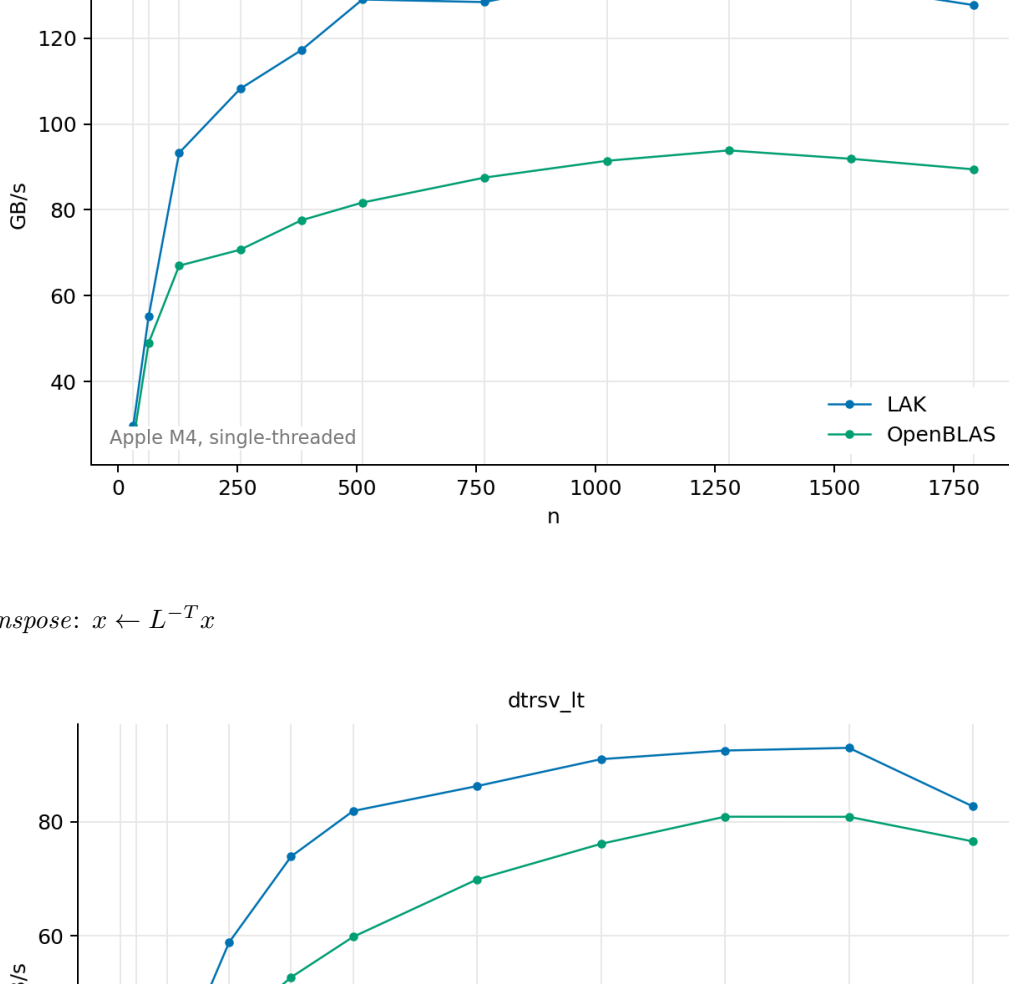 120
100
80
60
40
GB/s
LAK
OpenBLAS
Apple M4, single-threaded
0 250 500 750 1000 1250 1500 1750
n
nspose: x ← L^{-T} x
dtrsv_lt
80
60
/s